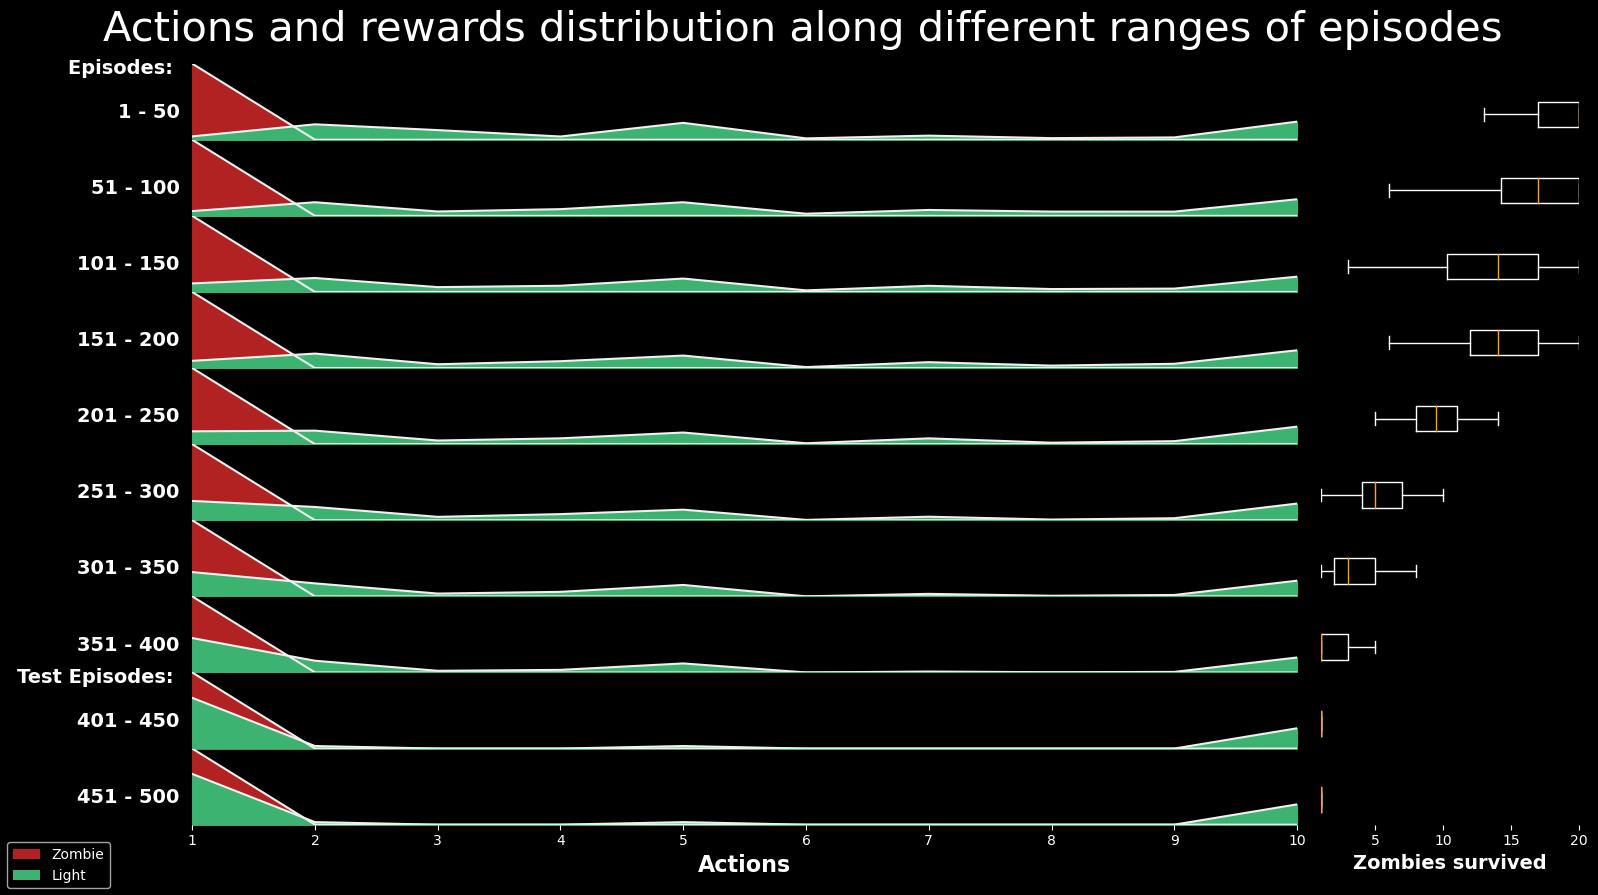 Actions and rewards distribution along different ranges of episodes
Episodes:
1 - 50
51 - 100
101 - 150
151 - 200
201 - 250
251 - 300
301 - 350
351 - 400
Test Episodes:
401 - 450
451 - 500
1 2 3 4 5 6 7 8 9 10
5 10 15 20
Actions
Zombies survived
Zombie
Light